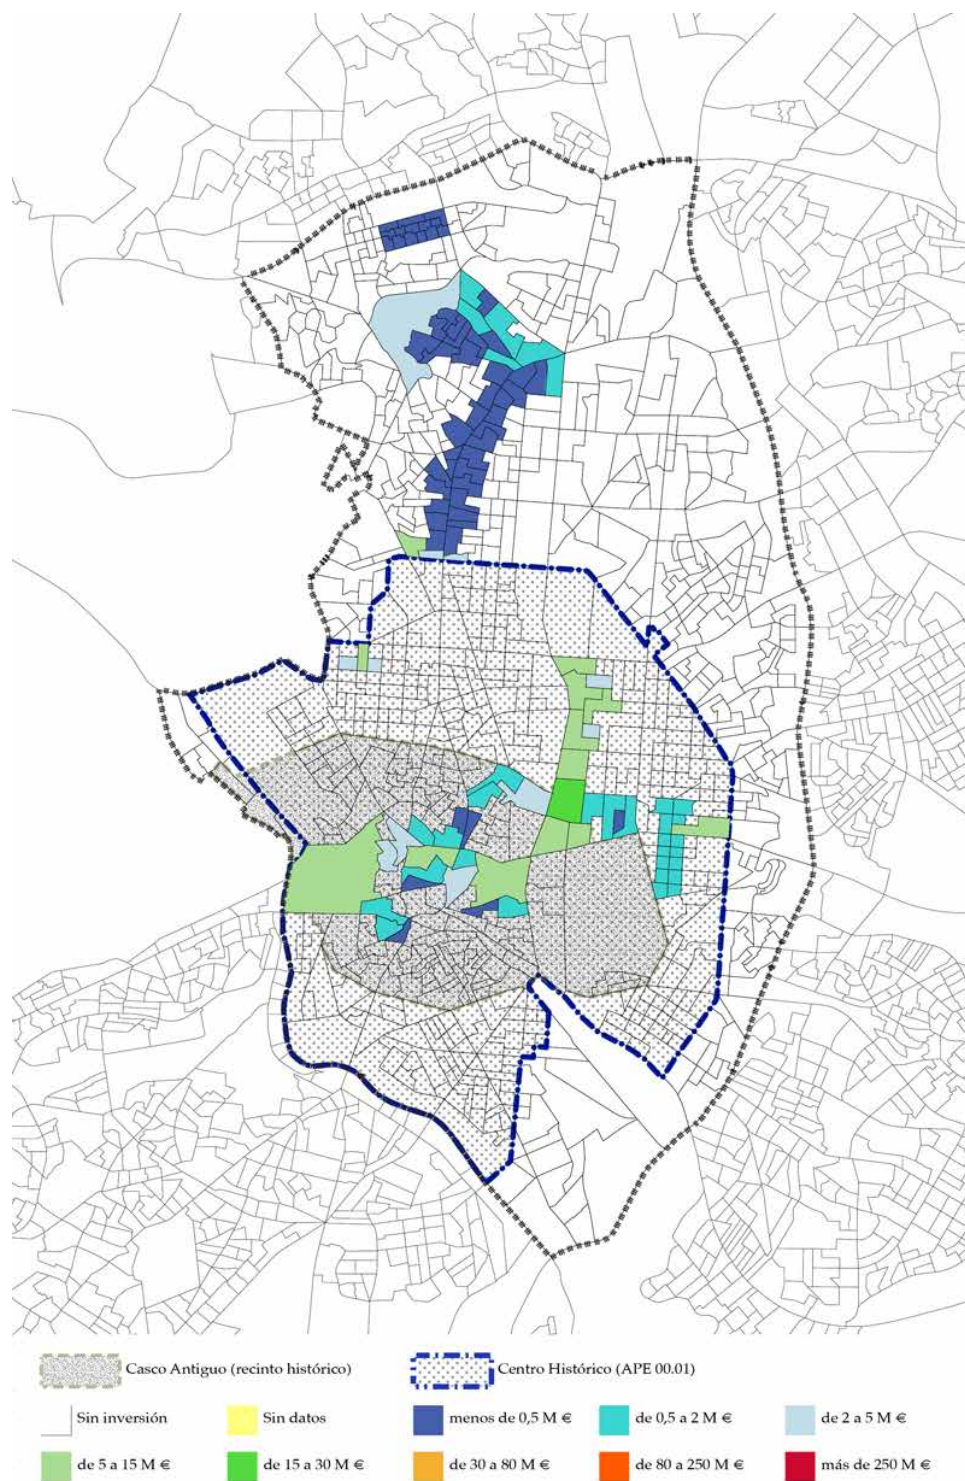 Casco Antiguo (recinto histórico) Centro Histórico (APE 00.01)
Sin inversión Sin datos menos de 0,5 M € de 0,5 a 2 M € de 2 a 5 M €
de 5 a 15 M € de 15 a 30 M € de 30 a 80 M € de 80 a 250 M € más de 250 M €